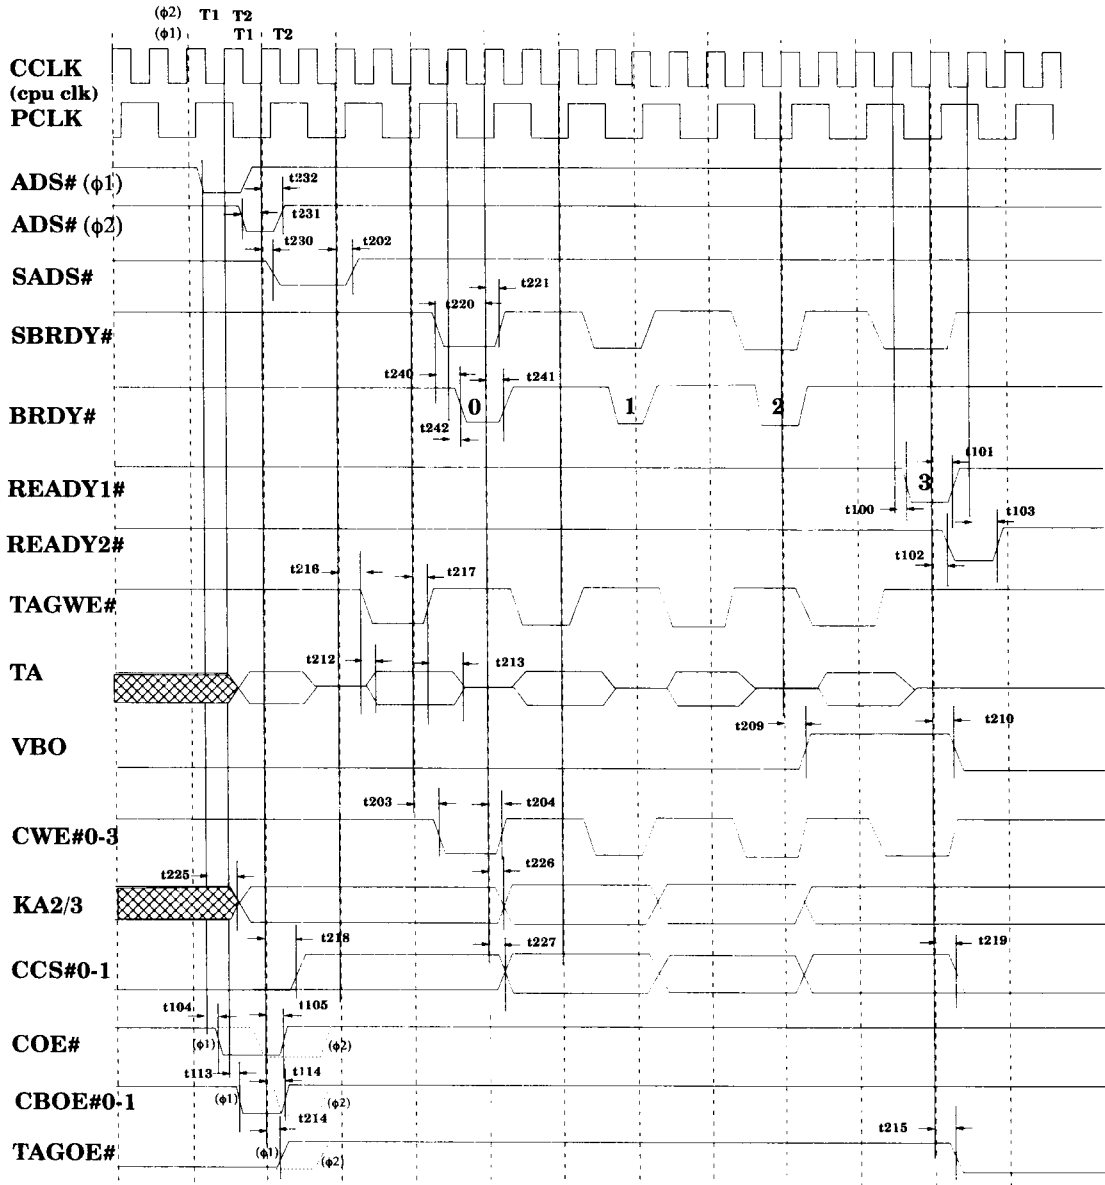 (ϕ2) T1 T2
(ϕ1) T1 T2
CCLK
(cpu clk)
PCLK
ADS# (ϕ1)
t232
ADS# (ϕ2)
t231
t230 t202
SADS#
t221
t220
SBRDY#
t240 t241
BRDY#
0 1 2
t242
t101
READY1#
3
t100
t103
READY2#
t102
t216 t217
TAGWE#
t212 t213
TA
t209 t210
VBO
t203 t204
CWE#0-3
t226
t225
KA2/3
t218 t227 t219
CCS#0-1
t104 t105
COE#
(ϕ1) (ϕ2)
t113 t114
CBOE#0-1
(ϕ1) (ϕ2)
t214 t215
TAGOE#
(ϕ1) (ϕ2)